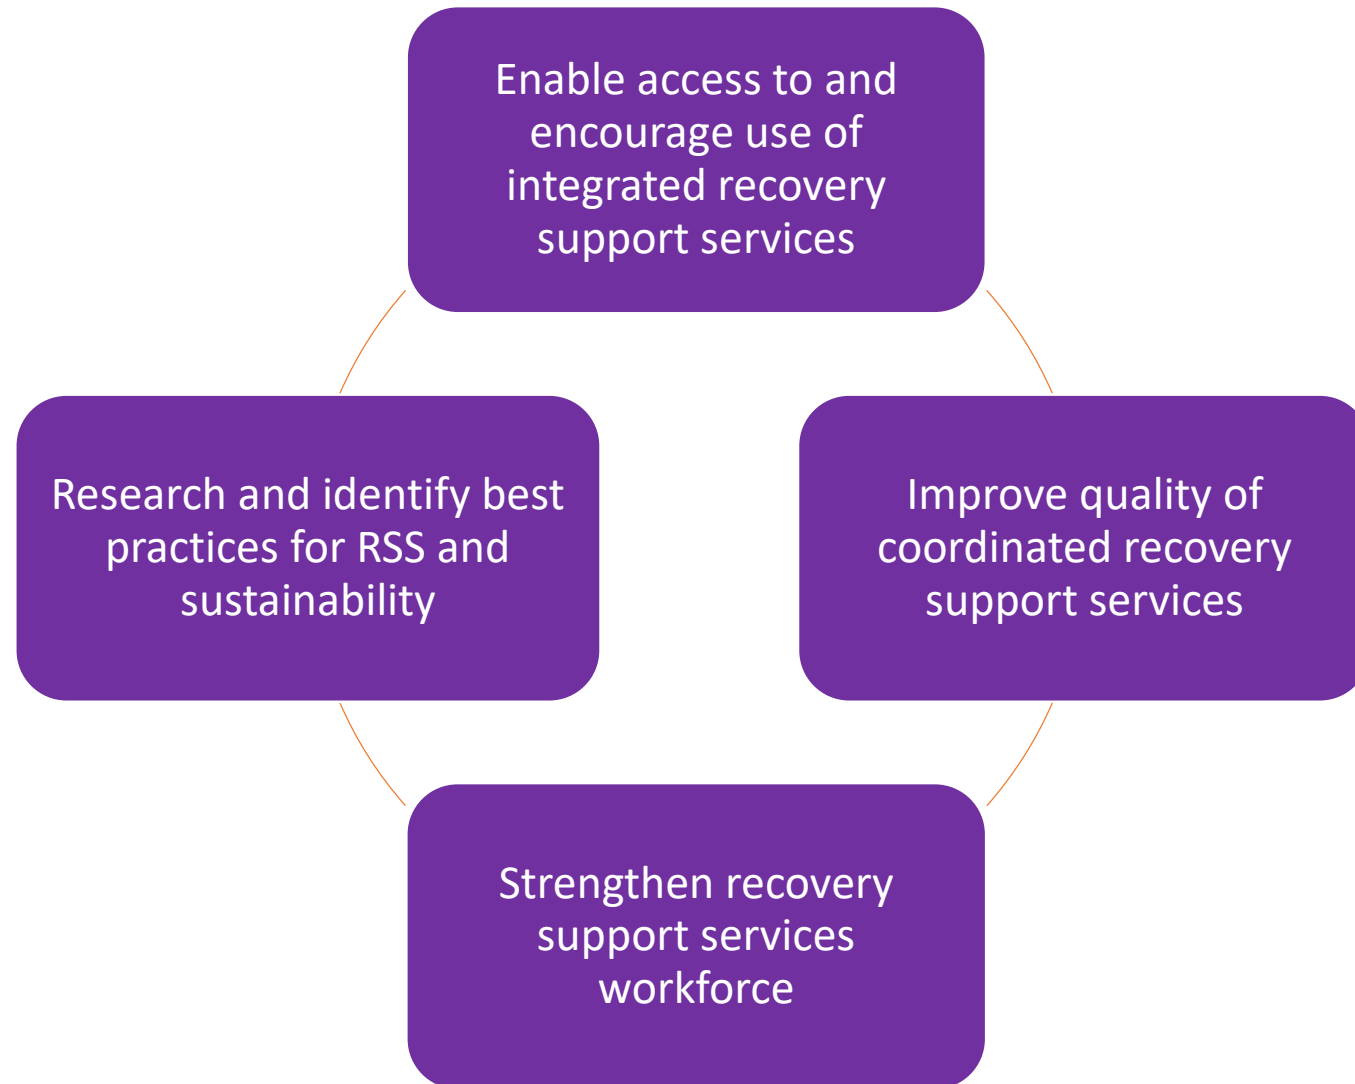 Enable access to and
encourage use of
integrated recovery
support services
Research and identify best
practices for RSS and
sustainability
Improve quality of
coordinated recovery
support services
Strengthen recovery
support services
workforce